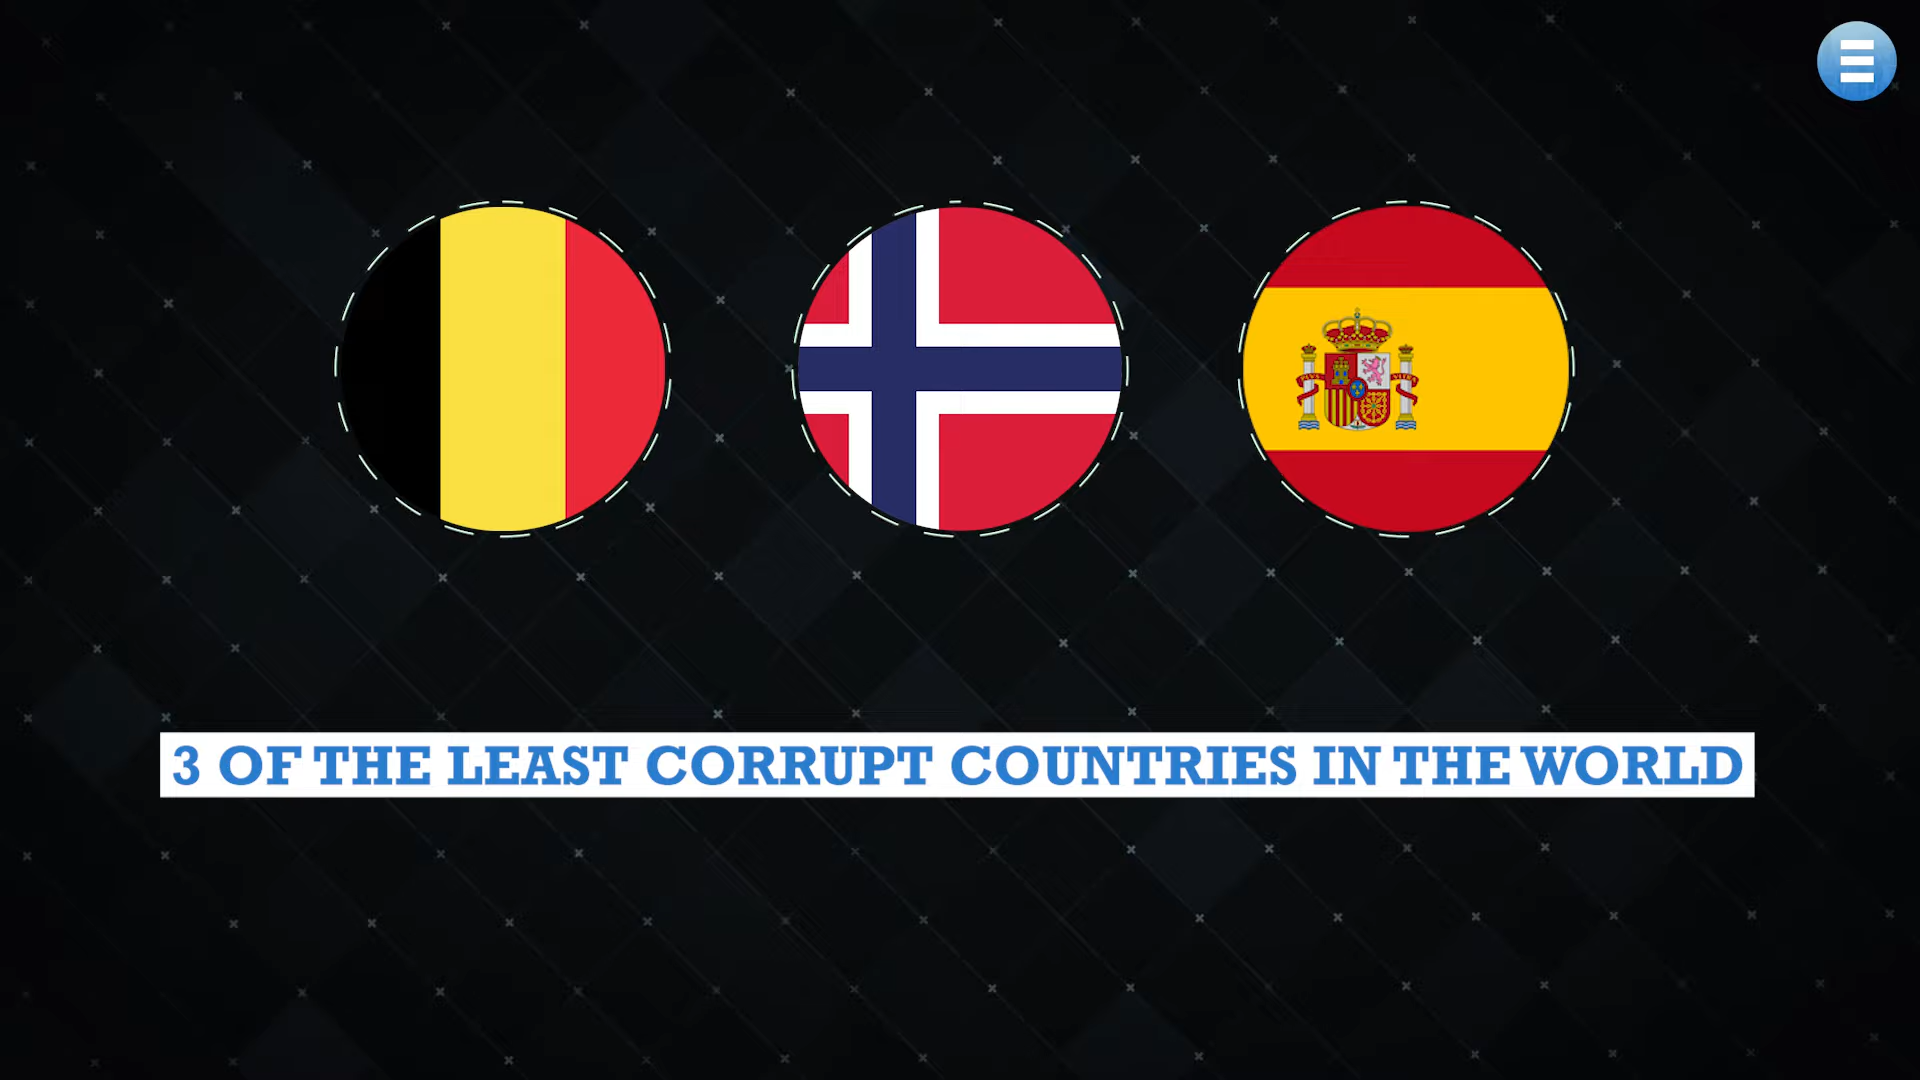 3 OF THE LEAST CORRUPT COUNTRIES IN THE WORLD